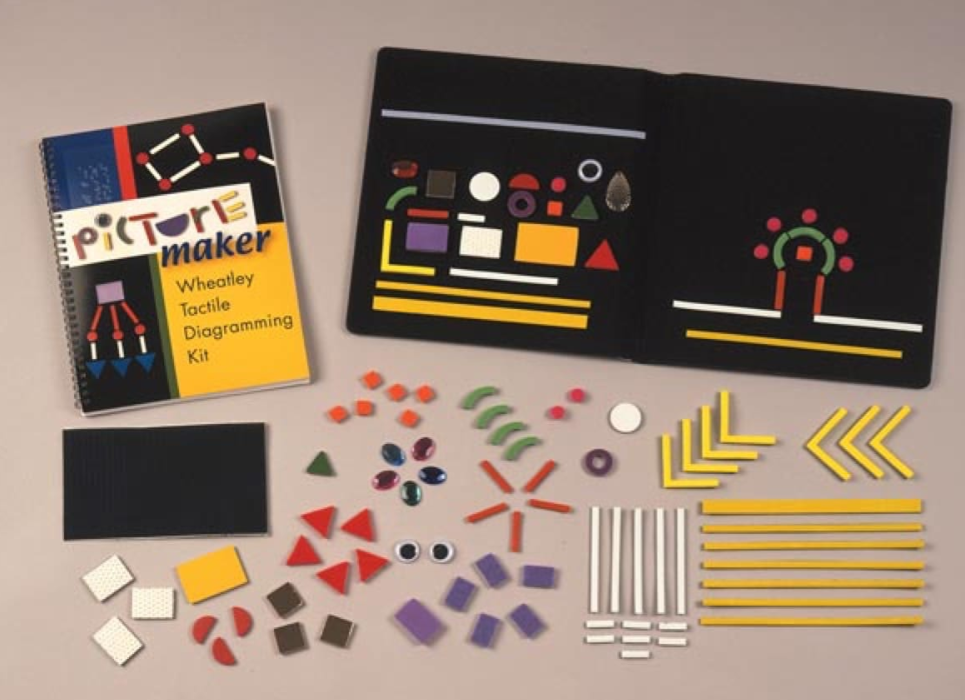 PiCTurE
maker
Wheatley
Tactile
Diagramming
Kit